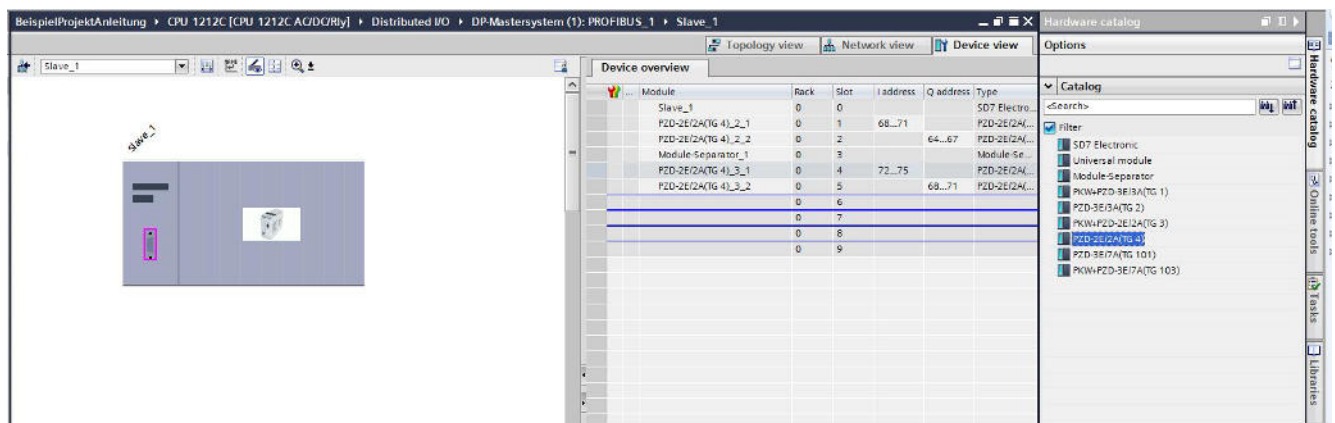 BeispielProjektAnleitung ▸ CPU 1212C [CPU 1212C AC/DC/Rly] ▸ Distributed I/O ▸ DP-Mastersystem (1): PROFIBUS_1 ▸ Slave_1
Hardware catalog
Topology view Network view Device view
Options
Slave_1
Device overview
... Module Rack Slot I address Q address Type
Slave_1 0 0 SD7 Electro...
PZD-2E/2A(TG 4)_2_1 0 1 68...71 PZD-2E/2A(...
PZD-2E/2A(TG 4)_2_2 0 2 64...67 PZD-2E/2A(...
Module-Separator_1 0 3 Module-Se...
PZD-2E/2A(TG 4)_3_1 0 4 72...75 PZD-2E/2A(...
PZD-2E/2A(TG 4)_3_2 0 5 68...71 PZD-2E/2A(...
0 6
0 7
0 8
0 9
Slave_1
Catalog
<Search>
Filter
SD7 Electronic
Universal module
Module-Separator
PKW+PZD-3E/3A(TG 1)
PZD-3E/3A(TG 2)
PKW+PZD-2E/2A(TG 3)
PZD-2E/2A(TG 4)
PZD-3E/7A(TG 101)
PKW+PZD-3E/7A(TG 103)
Hardware catalog
Online tools
Tasks
Libraries